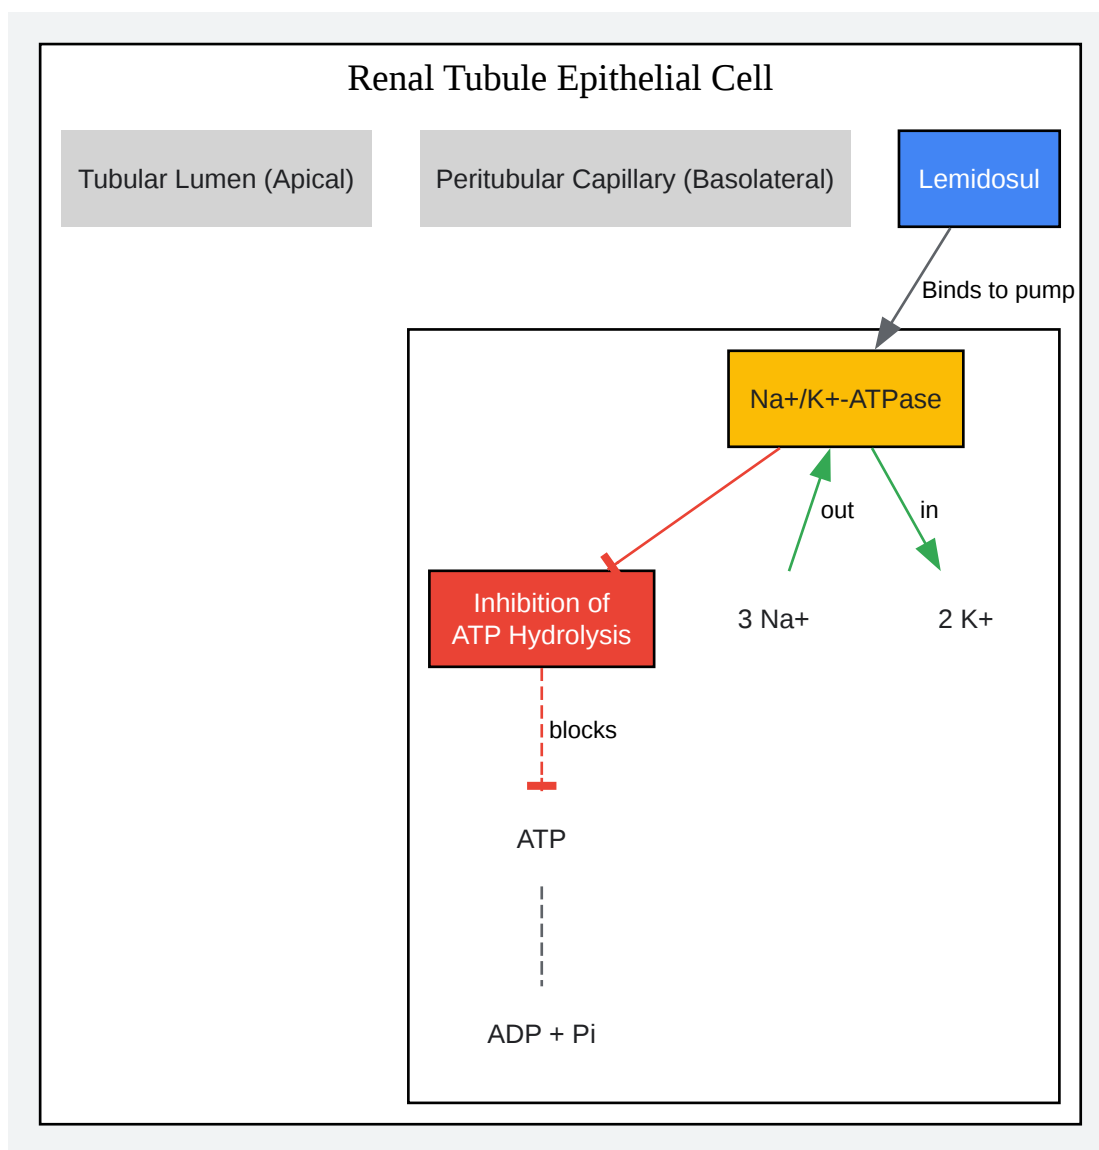 Renal Tubule Epithelial Cell
Tubular Lumen (Apical)
Peritubular Capillary (Basolateral)
Lemidosul
Binds to pump
Na+/K+-ATPase
out
in
Inhibition of
ATP Hydrolysis
3 Na+
2 K+
blocks
ATP
ADP + Pi